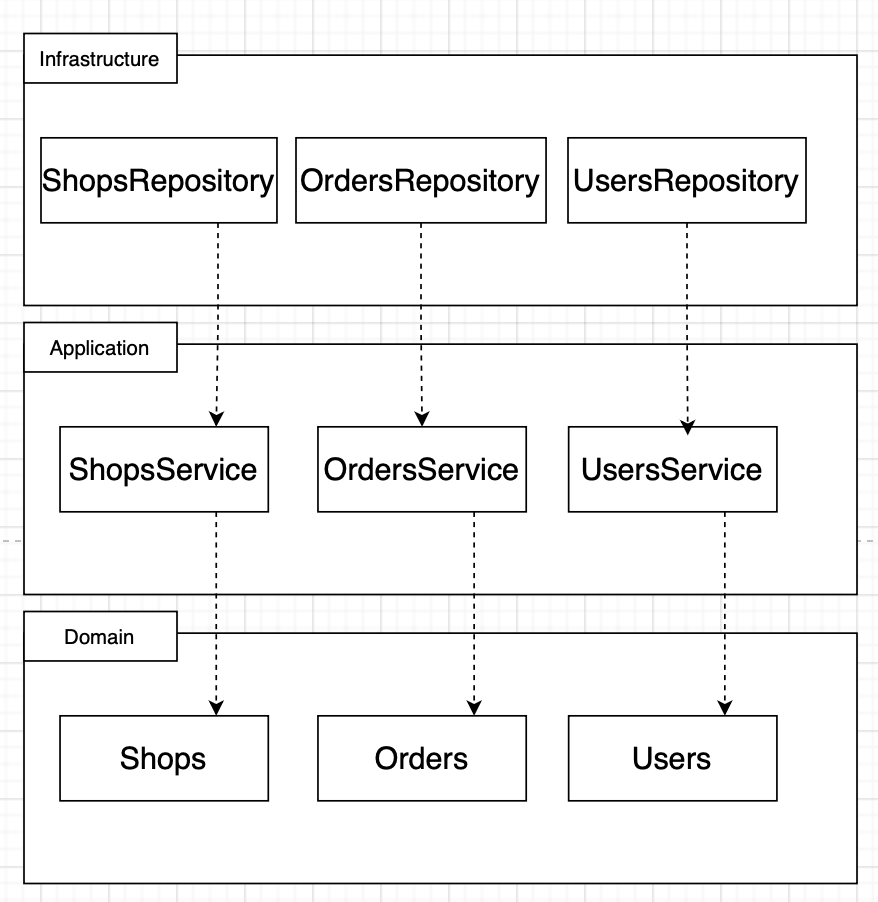 Infrastructure
ShopsRepository
OrdersRepository
UsersRepository
Application
ShopsService
OrdersService
UsersService
Domain
Shops
Orders
Users